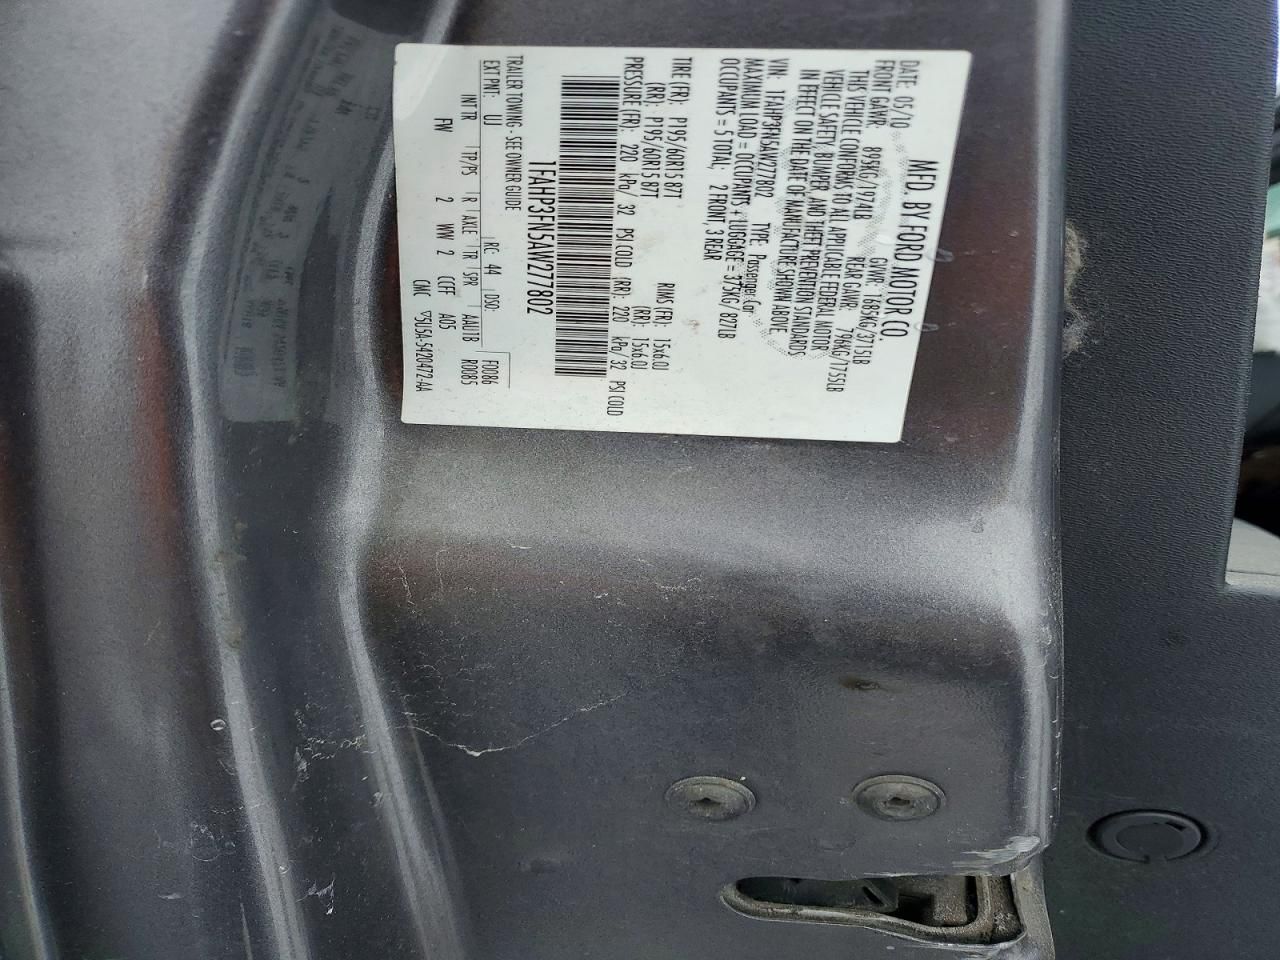 MFD. BY FORD MOTOR CO.
DATE: 05/10 GVWR: 1685KG/3715LB
FRONT GAWR: 895KG/1974LB REAR GAWR: 796KG/1755LB
THIS VEHICLE CONFORMS TO ALL APPLICABLE FEDERAL MOTOR
VEHICLE SAFETY, BUMPER, AND THEFT PREVENTION STANDARDS
IN EFFECT ON THE DATE OF MANUFACTURE SHOWN ABOVE
VIN: 1FAHP3FN5AW277802 TYPE: Passenger Car
MAXIMUM LOAD = OCCUPANTS + LUGGAGE = 375KG/ 827LB
OCCUPANTS = 5 TOTAL; 2 FRONT, 3 REAR
TIRE (FR): P195/60R15 87T RIMS (FR): 15x6.0J
(RR): P195/60R15 87T (RR): 15x6.0J
PRESSURE (FR): 220 kPa/ 32 PSI COLD (RR): 220 kPa/ 32 PSI COLD
1FAHP3FN5AW277802
TRAILER TOWING - SEE OWNER GUIDE
EXT PNT: UJ RC: 44 DSO: F0086
INT TR TP/PS R AXLE TR SPR AAU1B R0085
FW 2 WW 2 CCFF A05
CMC ▽5U5A-5420472-AA